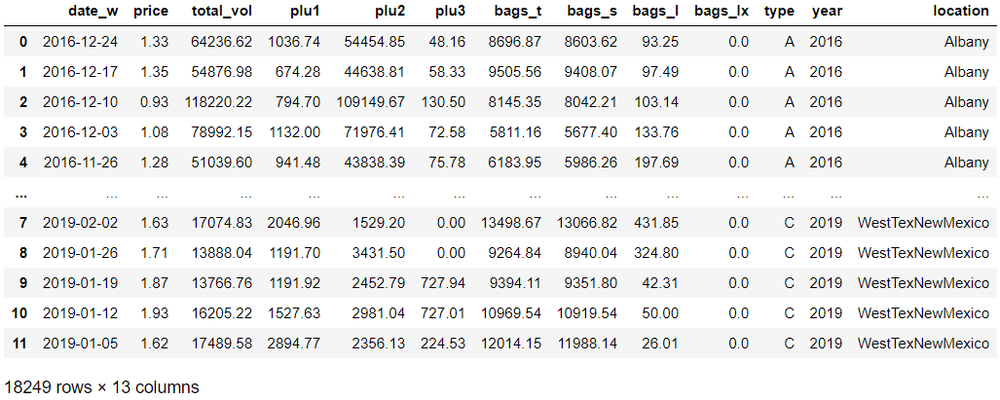 date_w price total_vol plu1 plu2 plu3 bags_t bags_s bags_l bags_lx type year location
0 2016-12-24 1.33 64236.62 1036.74 54454.85 48.16 8696.87 8603.62 93.25 0.0 A 2016 Albany
1 2016-12-17 1.35 54876.98 674.28 44638.81 58.33 9505.56 9408.07 97.49 0.0 A 2016 Albany
2 2016-12-10 0.93 118220.22 794.70 109149.67 130.50 8145.35 8042.21 103.14 0.0 A 2016 Albany
3 2016-12-03 1.08 78992.15 1132.00 71976.41 72.58 5811.16 5677.40 133.76 0.0 A 2016 Albany
4 2016-11-26 1.28 51039.60 941.48 43838.39 75.78 6183.95 5986.26 197.69 0.0 A 2016 Albany
... ... ... ... ... ... ... ... ... ... ... ... ... ...
7 2019-02-02 1.63 17074.83 2046.96 1529.20 0.00 13498.67 13066.82 431.85 0.0 C 2019 WestTexNewMexico
8 2019-01-26 1.71 13888.04 1191.70 3431.50 0.00 9264.84 8940.04 324.80 0.0 C 2019 WestTexNewMexico
9 2019-01-19 1.87 13766.76 1191.92 2452.79 727.94 9394.11 9351.80 42.31 0.0 C 2019 WestTexNewMexico
10 2019-01-12 1.93 16205.22 1527.63 2981.04 727.01 10969.54 10919.54 50.00 0.0 C 2019 WestTexNewMexico
11 2019-01-05 1.62 17489.58 2894.77 2356.13 224.53 12014.15 11988.14 26.01 0.0 C 2019 WestTexNewMexico
18249 rows × 13 columns